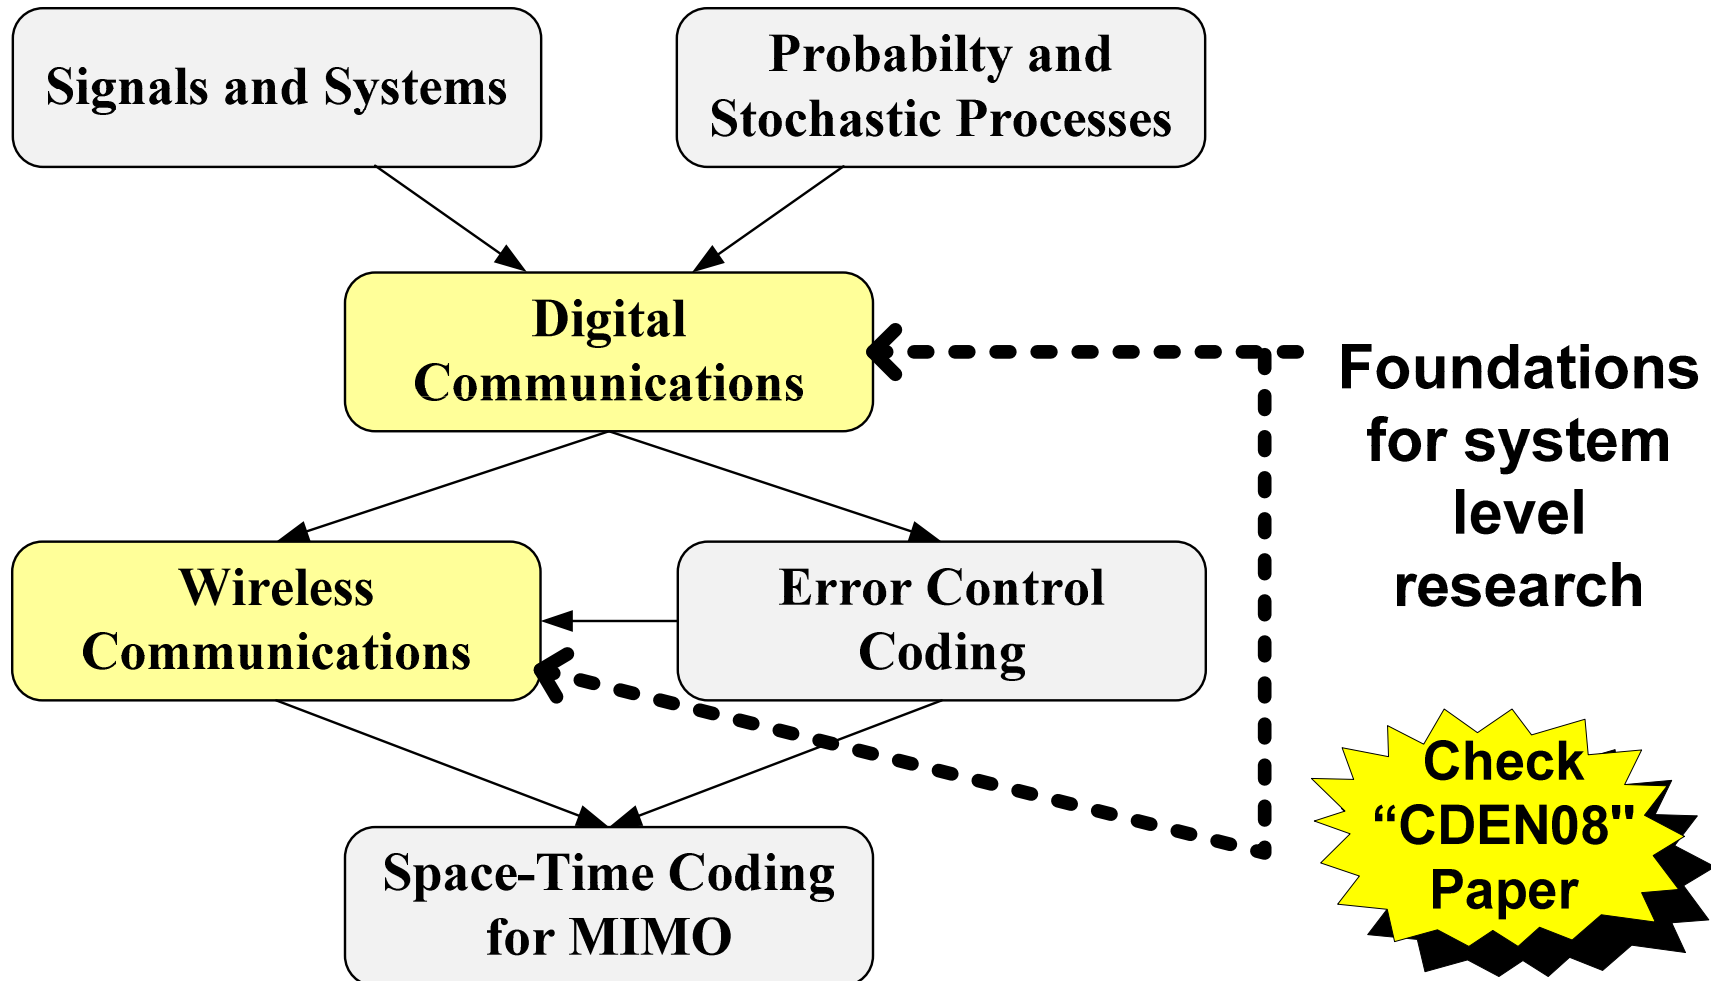 Signals and Systems
Probabilty and
Stochastic Processes
Digital
Communications
Foundations
for system
level
research
Wireless
Communications
Error Control
Coding
Check
“CDEN08"
Paper
Space-Time Coding
for MIMO